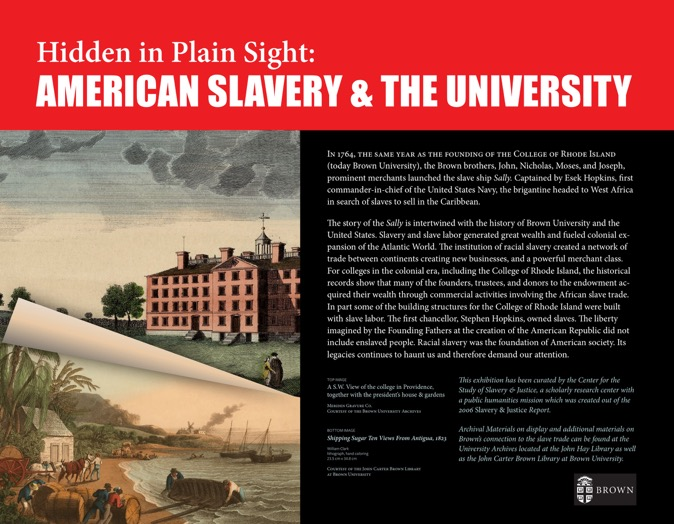 Hidden in Plain Sight:
AMERICAN SLAVERY & THE UNIVERSITY
In 1764, the same year as the founding of the College of Rhode Island
(today Brown University), the Brown brothers, John, Nicholas, Moses, and Joseph,
prominent merchants launched the slave ship Sally. Captained by Esek Hopkins, first
commander-in-chief of the United States Navy, the brigantine headed to West Africa
in search of slaves to sell in the Caribbean.
The story of the Sally is intertwined with the history of Brown University and the
United States. Slavery and slave labor generated great wealth and fueled colonial ex-
pansion of the Atlantic World. The institution of racial slavery created a network of
trade between continents creating new businesses, and a powerful merchant class.
For colleges in the colonial era, including the College of Rhode Island, the historical
records show that many of the founders, trustees, and donors to the endowment ac-
quired their wealth through commercial activities involving the African slave trade.
In part some of the building structures for the College of Rhode Island were built
with slave labor. The first chancellor, Stephen Hopkins, owned slaves. The liberty
imagined by the Founding Fathers at the creation of the American Republic did not
include enslaved people. Racial slavery was the foundation of American society. Its
legacies continue to haunt us and therefore demand our attention.
TOP IMAGE
A S.W. View of the college in Providence,
together with the president's house & gardens
Meriden Gravure Co.
Courtesy of the Brown University Archives
BOTTOM IMAGE
Shipping Sugar Ten Views From Antigua, 1823
William Clark
lithograph, hand coloring
Courtesy of the John Carter Brown Library
at Brown University
This exhibition has been curated by the Center for the
Study of Slavery & Justice, a scholarly research center with
a public humanities mission which was created out of the
2006 Slavery & Justice Report.
Archival Materials on display and additional materials on
Brown's connection to the slave trade can be found at the
University Archives located at the John Hay Library as well
as the John Carter Brown Library at Brown University.
BROWN